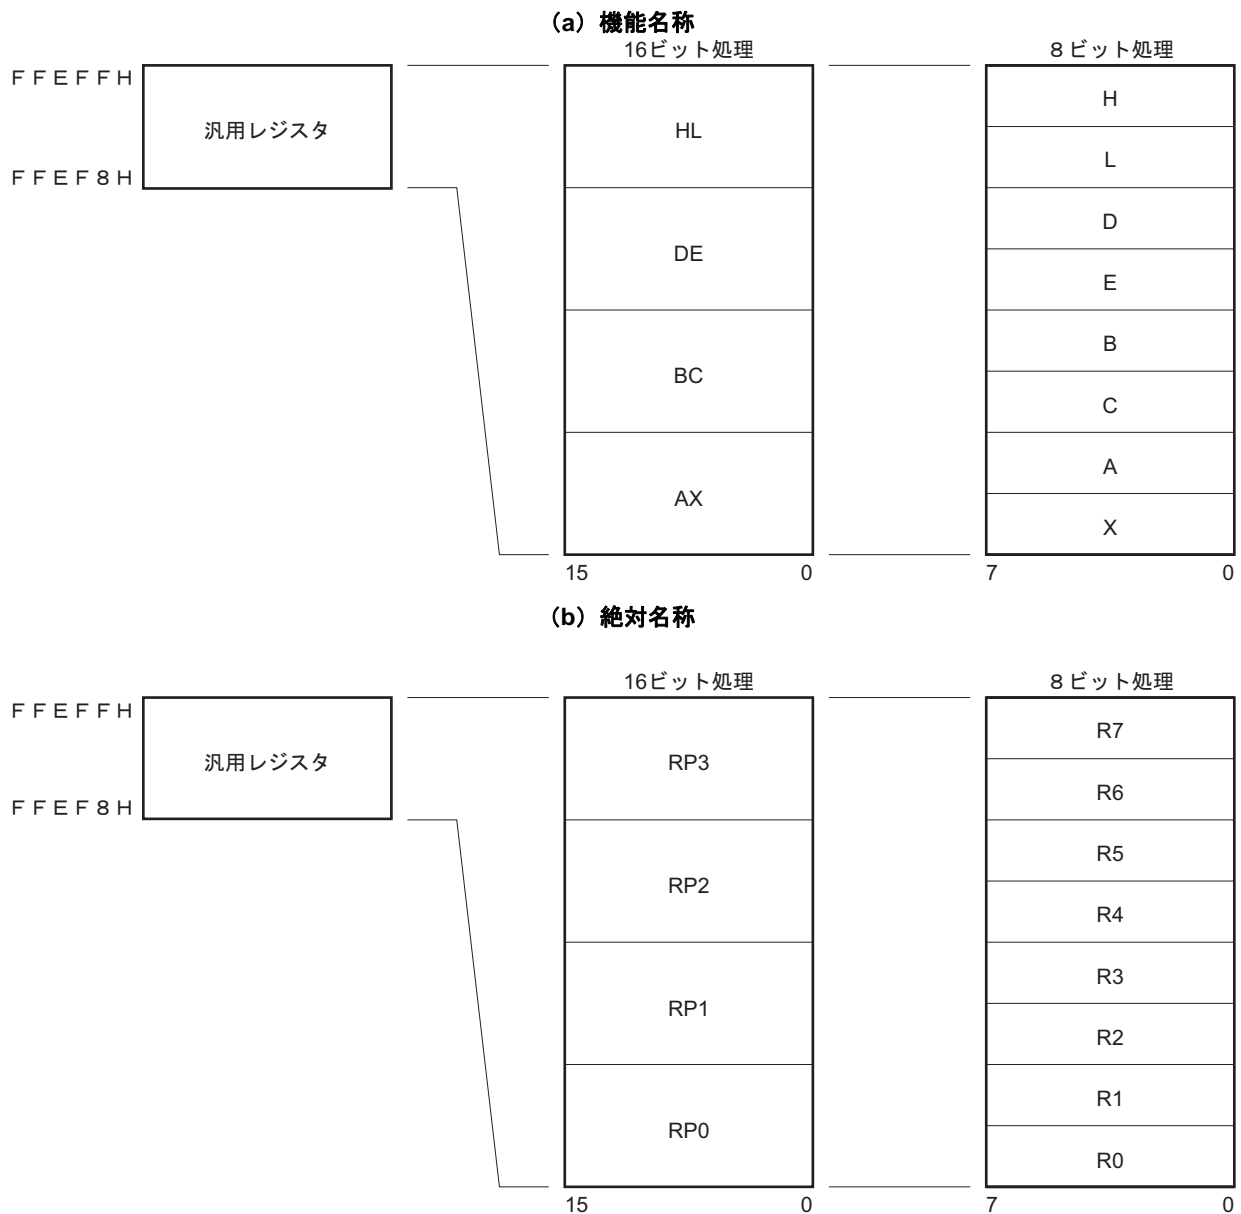 （a）機能名称
16ビット処理
８ビット処理
ＦＦＥＦＦＨ
汎用レジスタ
ＦＦＥＦ８Ｈ
HL
DE
BC
AX
15
0
H
L
D
E
B
C
A
X
7
0
（b）絶対名称
16ビット処理
８ビット処理
ＦＦＥＦＦＨ
汎用レジスタ
ＦＦＥＦ８Ｈ
RP3
RP2
RP1
RP0
15
0
R7
R6
R5
R4
R3
R2
R1
R0
7
0